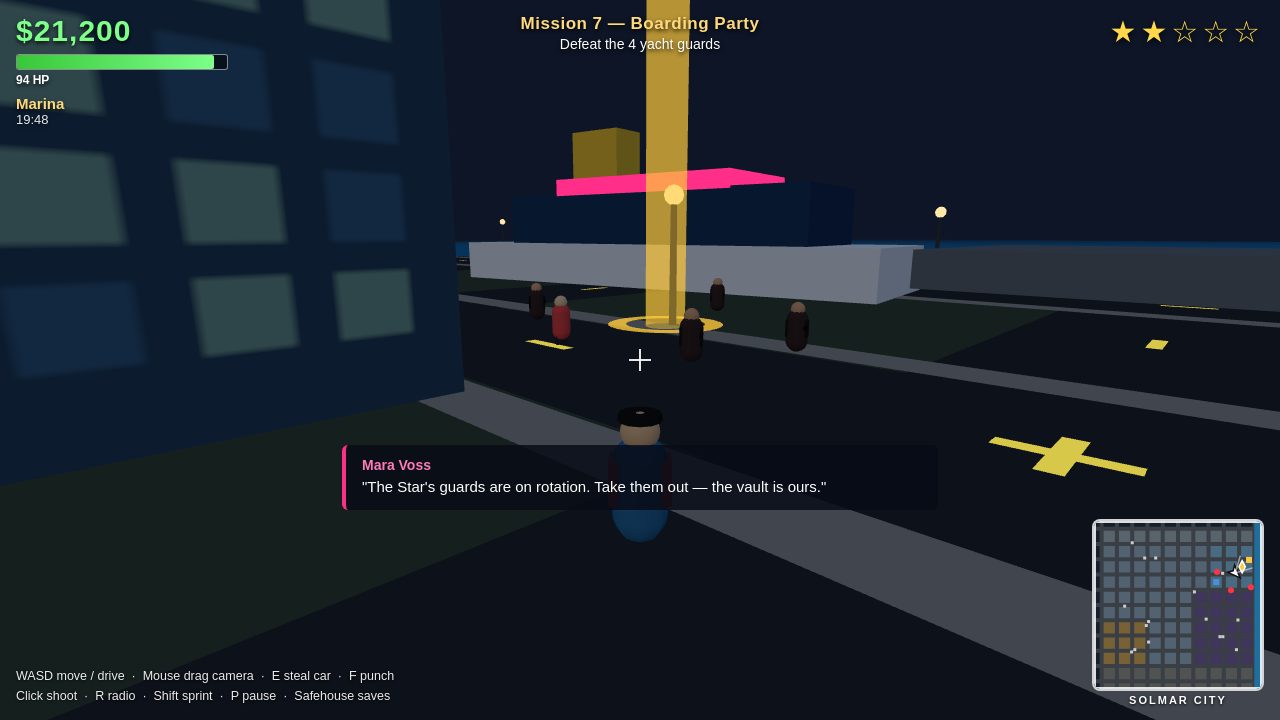 $21,200
94 HP
Marina
19:48
Mission 7 — Boarding Party
Defeat the 4 yacht guards
★★☆☆☆
Mara Voss
"The Star's guards are on rotation. Take them out — the vault is ours."
WASD move / drive · Mouse drag camera · E steal car · F punch
Click shoot · R radio · Shift sprint · P pause · Safehouse saves
SOLMAR CITY